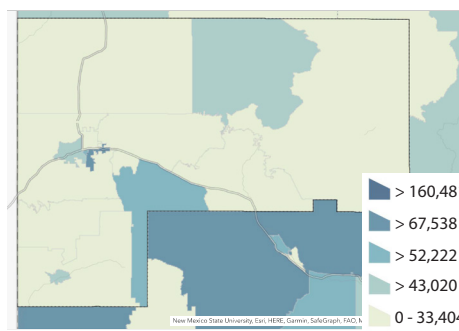 > 160,48
> 67,538
> 52,222
> 43,020
0 - 33,404
New Mexico State University, Esri, HERE, Garmin, SafeGraph, FAO, M